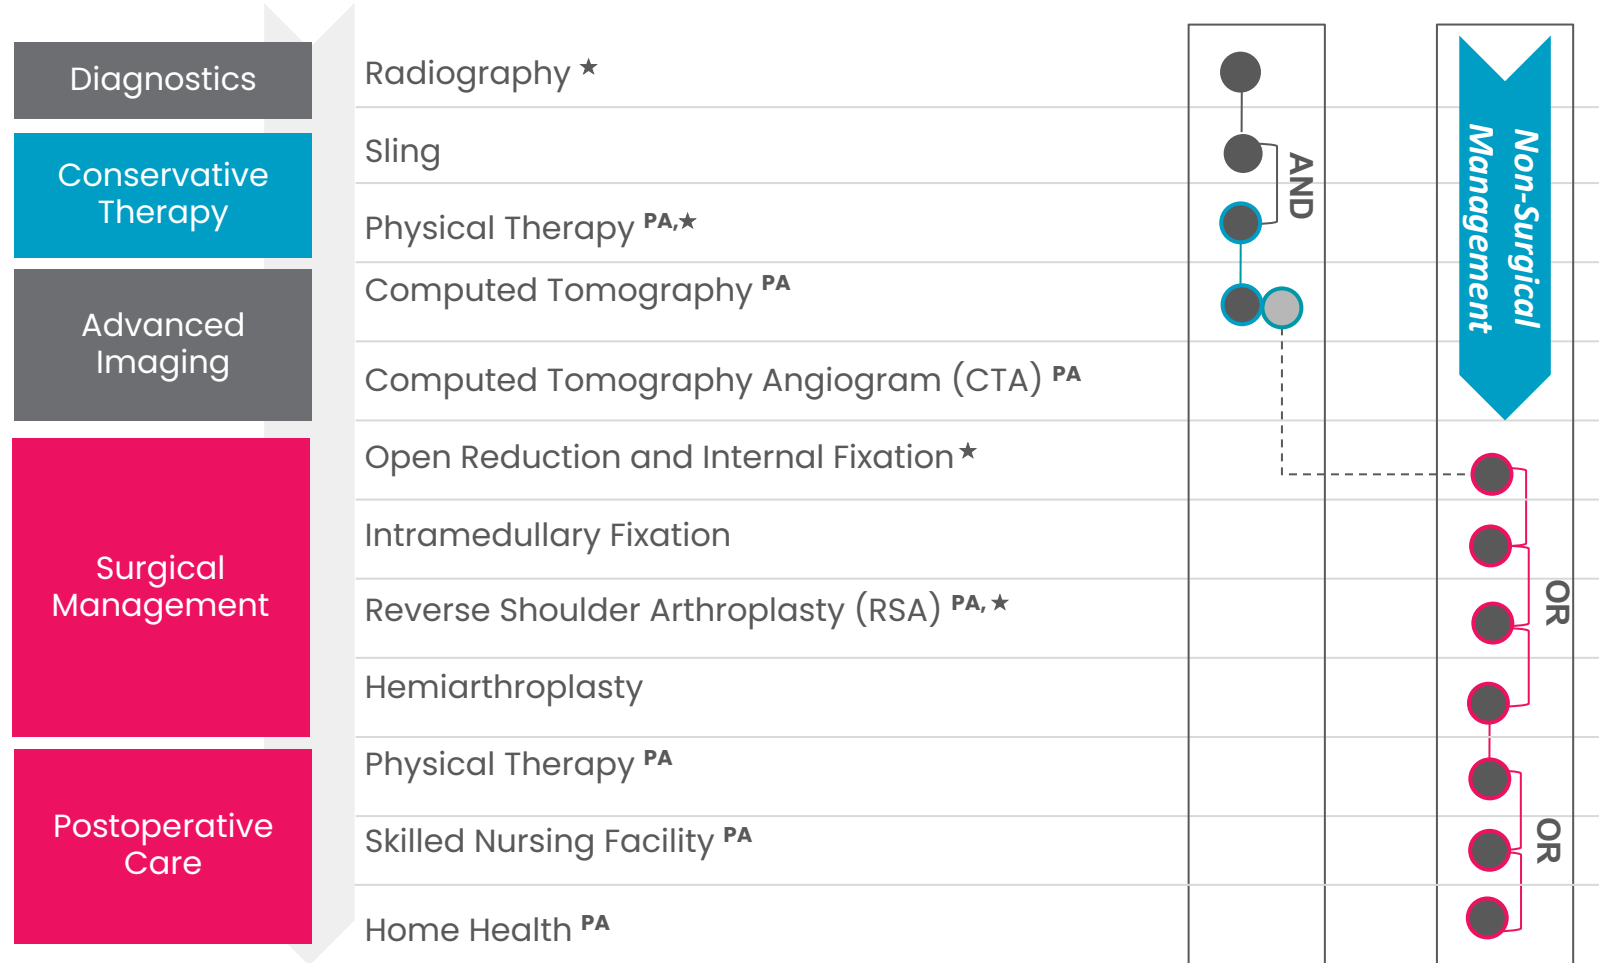 Diagnostics
Radiography ★
Conservative
Therapy
Sling
Physical Therapy PA,★
AND
Advanced
Imaging
Computed Tomography PA
Computed Tomography Angiogram (CTA) PA
Non-Surgical
Management
Surgical
Management
Open Reduction and Internal Fixation ★
Intramedullary Fixation
Reverse Shoulder Arthroplasty (RSA) PA, ★
Hemiarthroplasty
OR
Postoperative
Care
Physical Therapy PA
Skilled Nursing Facility PA
Home Health PA
OR